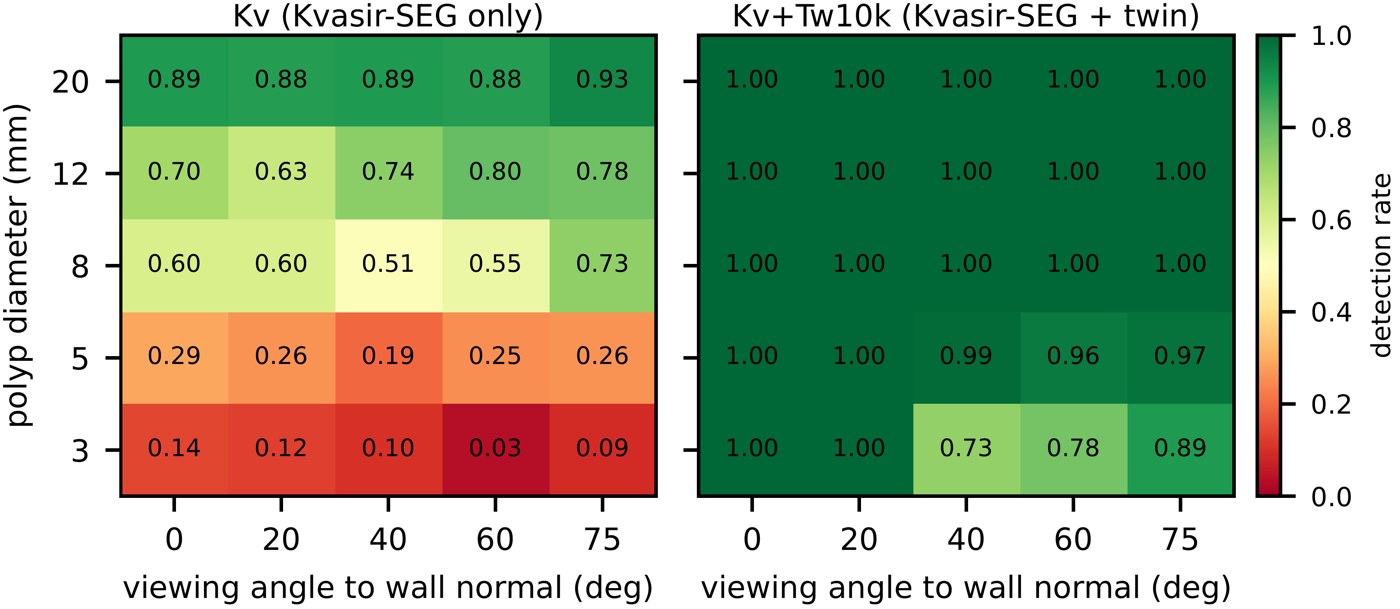 Kv (Kvasir-SEG only)
Kv+Tw10k (Kvasir-SEG + twin)
polyp diameter (mm)
20 0.89 0.88 0.89 0.88 0.93
12 0.70 0.63 0.74 0.80 0.78
8 0.60 0.60 0.51 0.55 0.73
5 0.29 0.26 0.19 0.25 0.26
3 0.14 0.12 0.10 0.03 0.09
0 20 40 60 75
viewing angle to wall normal (deg)
1.00 1.00 1.00 1.00 1.00
1.00 1.00 1.00 1.00 1.00
1.00 1.00 1.00 1.00 1.00
1.00 1.00 0.99 0.96 0.97
1.00 1.00 0.73 0.78 0.89
0 20 40 60 75
viewing angle to wall normal (deg)
1.0
0.8
0.6
0.4
0.2
0.0
detection rate